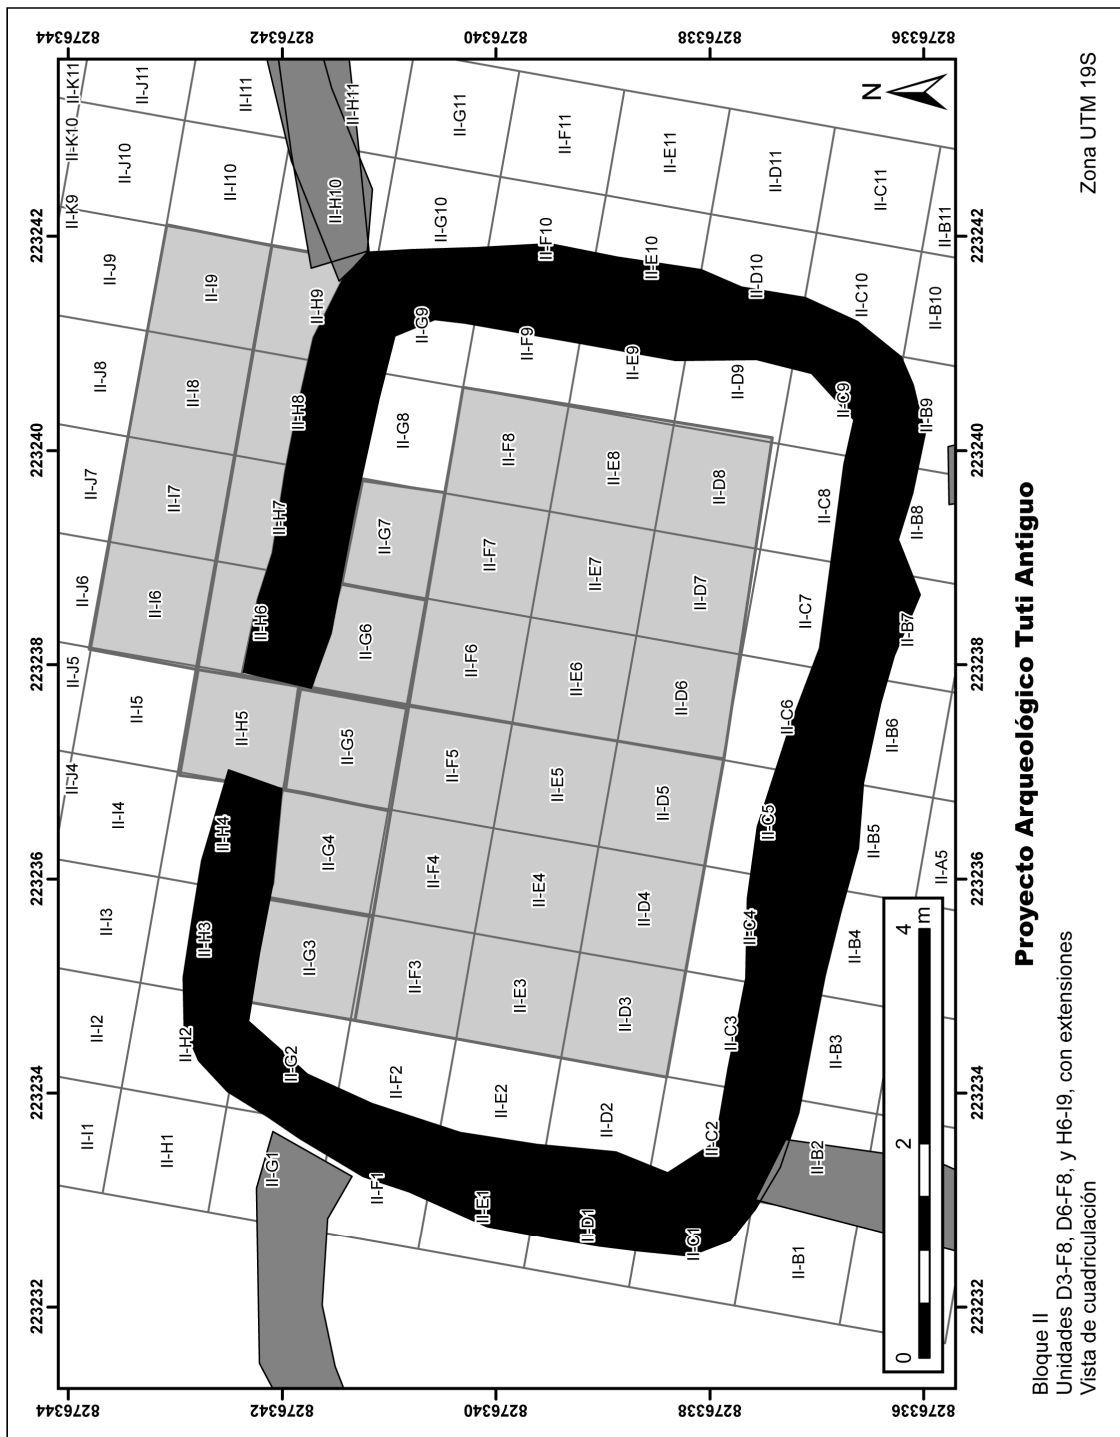 223232
223234
223236
223238
223240
223242
8276344
8276342
8276340
8276338
8276336
8276344
8276342
8276340
8276338
8276336
223232
223234
223236
223238
223240
223242
II-K9
II-K10
II-K11
II-J4
II-J5
II-J6
II-J7
II-J8
II-J9
II-J10
II-J11
II-I1
II-I2
II-I3
II-I4
II-I5
II-I6
II-I7
II-I8
II-I9
II-I10
II-I11
II-H1
II-H2
II-H3
II-H4
II-H5
II-H6
II-H7
II-H8
II-H9
II-H10
II-H11
II-G1
II-G2
II-G3
II-G4
II-G5
II-G6
II-G7
II-G8
II-G9
II-G10
II-G11
II-F1
II-F2
II-F3
II-F4
II-F5
II-F6
II-F7
II-F8
II-F9
II-F10
II-F11
II-E1
II-E2
II-E3
II-E4
II-E5
II-E6
II-E7
II-E8
II-E9
II-E10
II-E11
II-D1
II-D2
II-D3
II-D4
II-D5
II-D6
II-D7
II-D8
II-D9
II-D10
II-D11
II-C1
II-C2
II-C3
II-C4
II-C5
II-C6
II-C7
II-C8
II-C9
II-C10
II-C11
II-B1
II-B2
II-B3
II-B4
II-B5
II-B6
II-B7
II-B8
II-B9
II-B10
II-B11
II-A5
N
0 2 4
m
Proyecto Arqueológico Tuti Antiguo
Bloque II
Unidades D3-F8, D6-F8, y H6-I9, con extensiones
Vista de cuadriculación
Zona UTM 19S